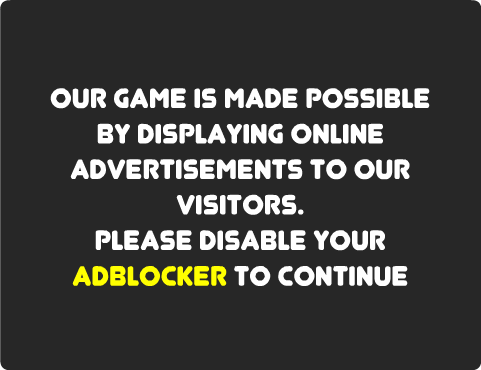 OUR GAME IS MADE POSSIBLE
BY DISPLAYING ONLINE
ADVERTISEMENTS TO OUR
VISITORS.
PLEASE DISABLE YOUR
ADBLOCKER TO CONTINUE